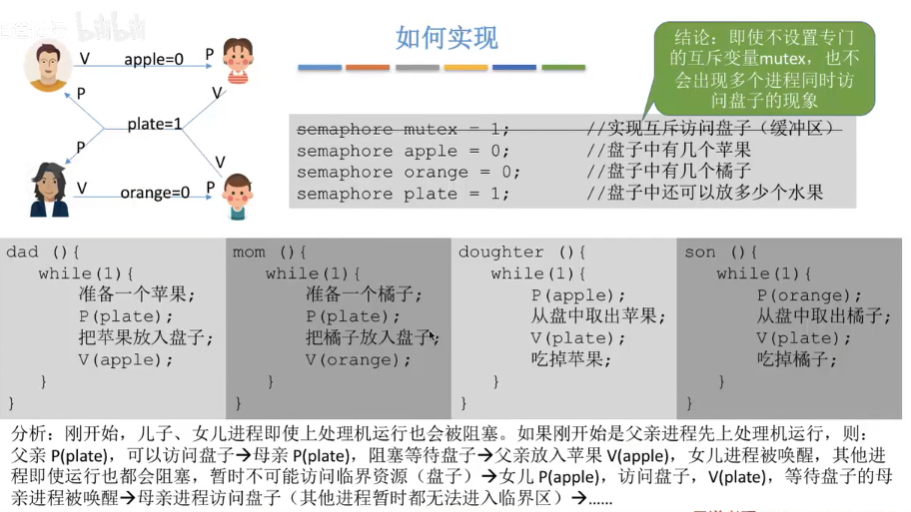 bilibili
如何实现
结论：即使不设置专门
的互斥变量mutex，也不
会出现多个进程同时访
问盘子的现象
V apple=0 P
P V
plate=1
P V
V orange=0 P
semaphore mutex = 1; //实现互斥访问盘子（缓冲区）
semaphore apple = 0; //盘子中有几个苹果
semaphore orange = 0; //盘子中有几个橘子
semaphore plate = 1; //盘子中还可以放多少个水果
dad (){
while(1){
准备一个苹果;
P(plate);
把苹果放入盘子;
V(apple);
}
}
mom (){
while(1){
准备一个橘子;
P(plate);
把橘子放入盘子;
V(orange);
}
}
doughter (){
while(1){
P(apple);
从盘中取出苹果;
V(plate);
吃掉苹果;
}
}
son (){
while(1){
P(orange);
从盘中取出橘子;
V(plate);
吃掉橘子;
}
}
分析：刚开始，儿子、女儿进程即使上处理机运行也会被阻塞。如果刚开始是父亲进程先上处理机运行，则：
父亲 P(plate)，可以访问盘子→母亲 P(plate)，阻塞等待盘子→父亲放入苹果 V(apple)，女儿进程被唤醒，其他进
程即使运行也都会阻塞，暂时不可能访问临界资源（盘子）→女儿 P(apple)，访问盘子，V(plate)，等待盘子的母
亲进程被唤醒→母亲进程访问盘子（其他进程暂时都无法进入临界区）→......